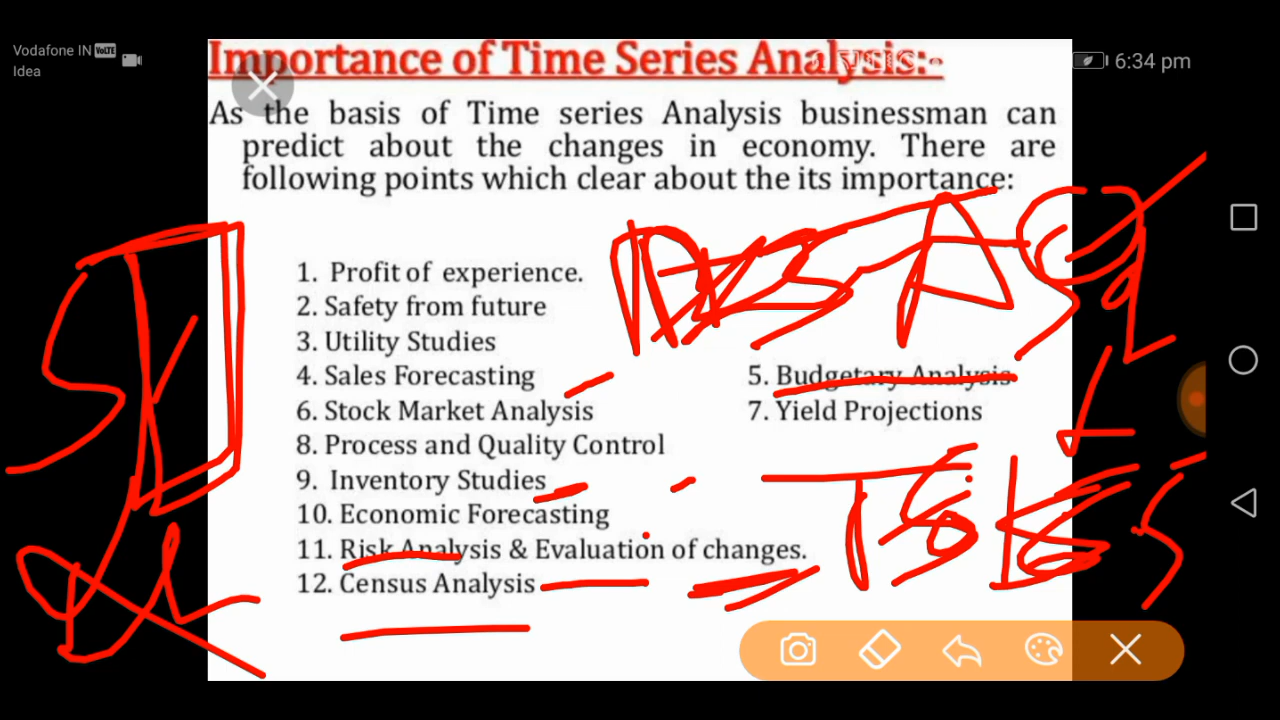 Vodafone IN VoLTE
Idea
6:34 pm
Importance of Time Series Analysis:-
As the basis of Time series Analysis businessman can
predict about the changes in economy. There are
following points which clear about the its importance:
1. Profit of experience.
2. Safety from future
3. Utility Studies
4. Sales Forecasting 5. Budgetary Analysis
6. Stock Market Analysis 7. Yield Projections
8. Process and Quality Control
9. Inventory Studies
10. Economic Forecasting
11. Risk Analysis & Evaluation of changes.
12. Census Analysis